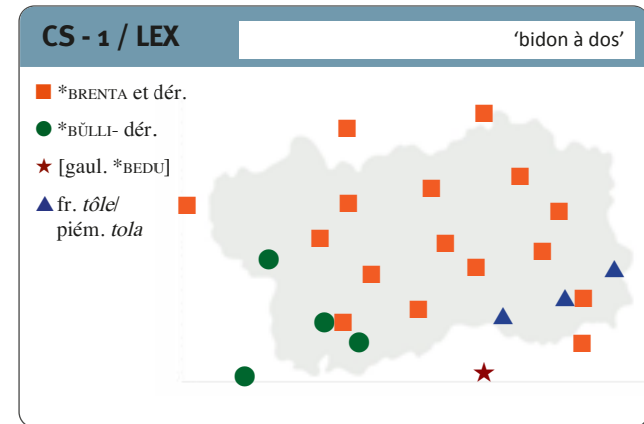 CS - 1 / LEX
‘bidon à dos’
*BRENTA et dér.
*BŬLLI- dér.
[gaul. *BEDU]
fr. tôle/
piém. tola